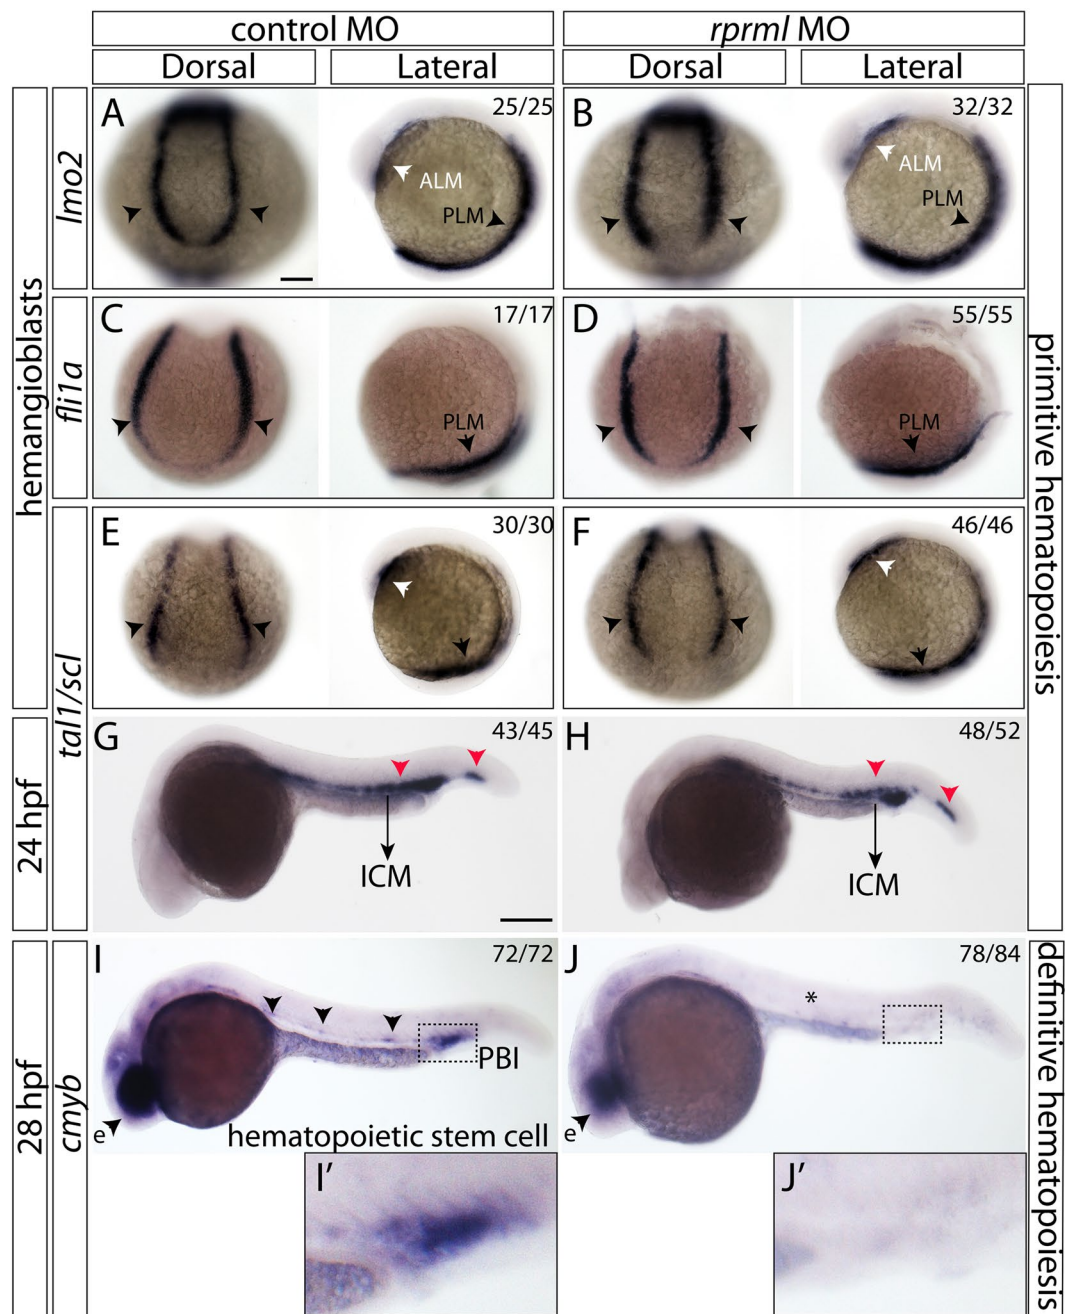 control MO
rprml MO
Dorsal
Lateral
Dorsal
Lateral
hemangioblasts
lmo2
A
25/25
ALM
PLM
B
32/32
ALM
PLM
primitive hematopoiesis
fli1a
C
17/17
PLM
D
55/55
PLM
tal1/scl
E
30/30
F
46/46
24 hpf
G
43/45
ICM
H
48/52
ICM
28 hpf
cmyb
I
72/72
PBI
e
hematopoietic stem cell
J
78/84
*
e
definitive hematopoiesis
I’
J’